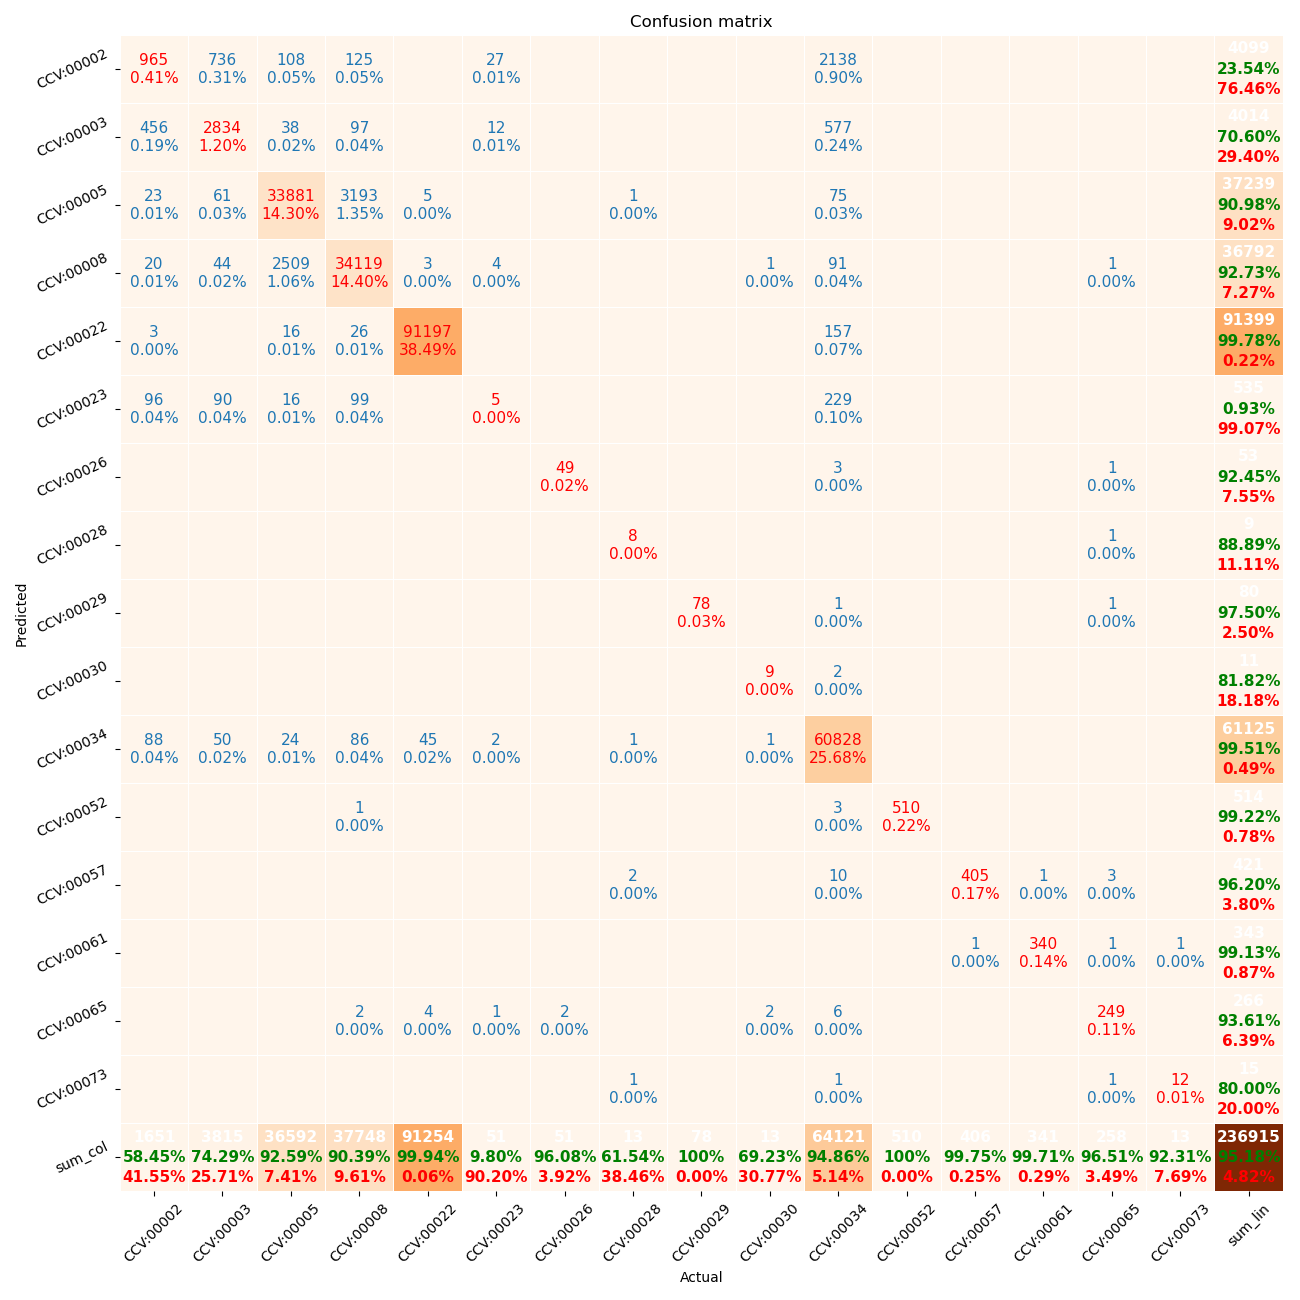 Confusion matrix
CCV:00002
965 736 108 125 27 2138 4099
0.41% 0.31% 0.05% 0.05% 0.01% 0.90% 23.54%
76.46%
CCV:00003
456 2834 38 97 12 577 4014
0.19% 1.20% 0.02% 0.04% 0.01% 0.24% 70.60%
29.40%
CCV:00005
23 61 33881 3193 5 1 75 37239
0.01% 0.03% 14.30% 1.35% 0.00% 0.00% 0.03% 90.98%
9.02%
CCV:00008
20 44 2509 34119 3 4 1 91 1 36792
0.01% 0.02% 1.06% 14.40% 0.00% 0.00% 0.00% 0.04% 0.00% 92.73%
7.27%
CCV:00022
3 16 26 91197 157 91399
0.00% 0.01% 0.01% 38.49% 0.07% 99.78%
0.22%
CCV:00023
96 90 16 99 5 229 535
0.04% 0.04% 0.01% 0.04% 0.00% 0.10% 0.93%
99.07%
CCV:00026
49 3 1 53
0.02% 0.00% 0.00% 92.45%
7.55%
CCV:00028
8 1 9
0.00% 0.00% 88.89%
11.11%
CCV:00029
78 1 1 80
0.03% 0.00% 0.00% 97.50%
2.50%
CCV:00030
9 2 11
0.00% 0.00% 81.82%
18.18%
CCV:00034
88 50 24 86 45 2 1 1 60828 61125
0.04% 0.02% 0.01% 0.04% 0.02% 0.00% 0.00% 0.00% 25.68% 99.51%
0.49%
CCV:00052
1 3 510 514
0.00% 0.00% 0.22% 99.22%
0.78%
CCV:00057
2 10 405 1 3 421
0.00% 0.00% 0.17% 0.00% 0.00% 96.20%
3.80%
CCV:00061
1 340 1 1 343
0.00% 0.14% 0.00% 0.00% 99.13%
0.87%
CCV:00065
2 4 1 2 2 6 249 266
0.00% 0.00% 0.00% 0.00% 0.00% 0.00% 0.11% 93.61%
6.39%
CCV:00073
1 1 1 12 15
0.00% 0.00% 0.00% 0.01% 80.00%
20.00%
sum_col
1651 3815 36592 37748 91254 51 51 13 78 13 64121 510 406 341 258 13 236915
58.45% 74.29% 92.59% 90.39% 99.94% 9.80% 96.08% 61.54% 100% 69.23% 94.86% 100% 99.75% 99.71% 96.51% 92.31% 95.18%
41.55% 25.71% 7.41% 9.61% 0.06% 90.20% 3.92% 38.46% 0.00% 30.77% 5.14% 0.00% 0.25% 0.29% 3.49% 7.69% 4.82%
CCV:00002 CCV:00003 CCV:00005 CCV:00008 CCV:00022 CCV:00023 CCV:00026 CCV:00028 CCV:00029 CCV:00030 CCV:00034 CCV:00052 CCV:00057 CCV:00061 CCV:00065 CCV:00073 sum_lin
Actual
Predicted